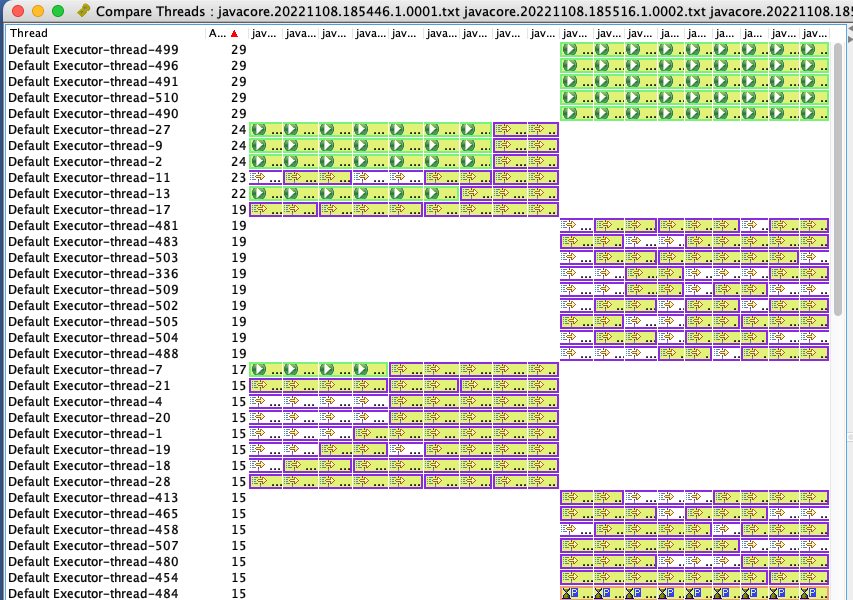 Compare Threads : javacore.20221108.185446.1.0001.txt javacore.20221108.185516.1.0002.txt javacore.20221108.185
Thread A... jav... java... jav... java... jav... java... jav... jav... jav... jav... jav... jav... ja... ja... ja... ja... jav... jav...
Default Executor-thread-499 29
Default Executor-thread-496 29
Default Executor-thread-491 29
Default Executor-thread-510 29
Default Executor-thread-490 29
Default Executor-thread-27 24
Default Executor-thread-9 24
Default Executor-thread-2 24
Default Executor-thread-11 23
Default Executor-thread-13 22
Default Executor-thread-17 19
Default Executor-thread-481 19
Default Executor-thread-483 19
Default Executor-thread-503 19
Default Executor-thread-336 19
Default Executor-thread-509 19
Default Executor-thread-502 19
Default Executor-thread-505 19
Default Executor-thread-504 19
Default Executor-thread-488 19
Default Executor-thread-7 17
Default Executor-thread-21 15
Default Executor-thread-4 15
Default Executor-thread-20 15
Default Executor-thread-1 15
Default Executor-thread-19 15
Default Executor-thread-18 15
Default Executor-thread-28 15
Default Executor-thread-413 15
Default Executor-thread-465 15
Default Executor-thread-458 15
Default Executor-thread-507 15
Default Executor-thread-480 15
Default Executor-thread-454 15
Default Executor-thread-484 15